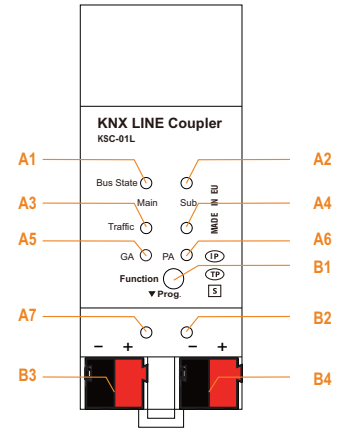 KNX LINE Coupler
KSC-01L
A1
A2
Bus State
Main
Sub
A3
A4
Traffic
MADE IN EU
A5
GA
PA
A6
IP
B1
Function
TP
▼Prog.
S
A7
B2
− +
− +
B3
B4